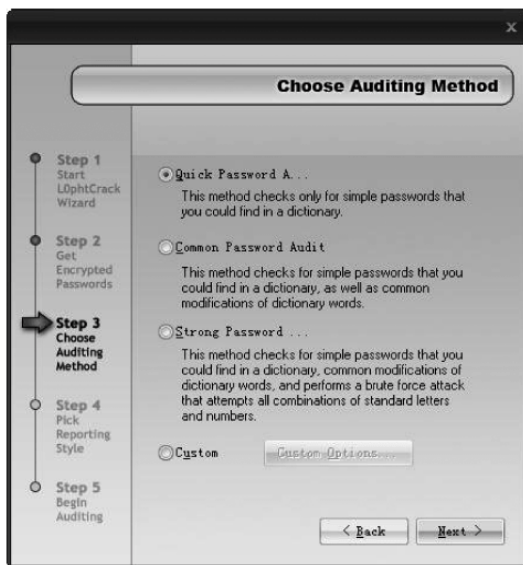 x
Choose Auditing Method
Step 1
Start
L0phtCrack
Wizard
Step 2
Get
Encrypted
Passwords
Step 3
Choose
Auditing
Method
Step 4
Pick
Reporting
Style
Step 5
Begin
Auditing
Quick Password A...
This method checks only for simple passwords that
you could find in a dictionary.
Common Password Audit
This method checks for simple passwords that you
could find in a dictionary, as well as common
modifications of dictionary words.
Strong Password ...
This method checks for simple passwords that you
could find in a dictionary, common modifications of
dictionary words, and performs a brute force attack
that attempts all combinations of standard letters
and numbers.
Custom
Custom Options...
< Back
Next >